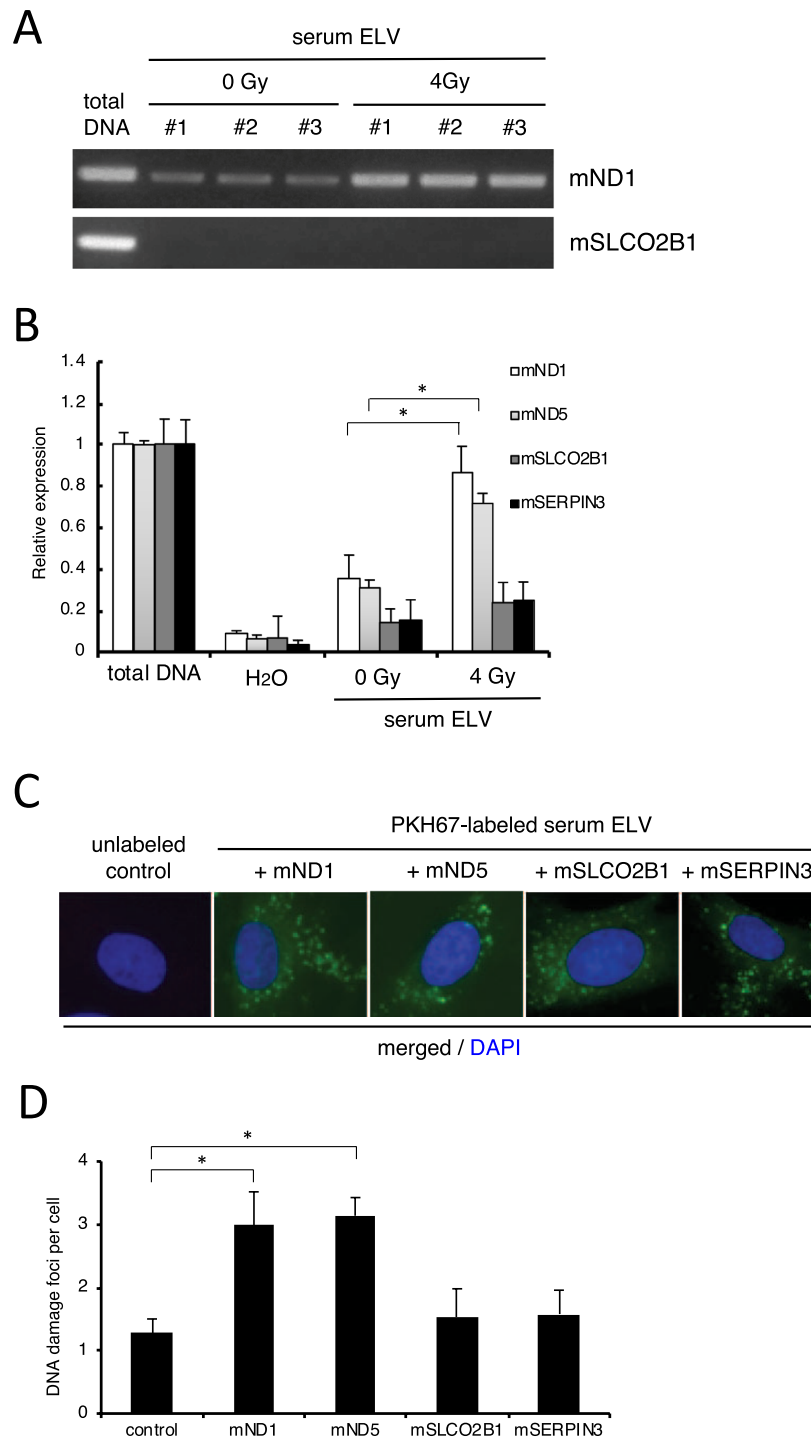 A
serum ELV
0 Gy 4Gy
total
DNA #1 #2 #3 #1 #2 #3
mND1
mSLCO2B1
B
1.4
1.2
1
0.8
0.6
0.4
0.2
0
Relative expression
* 
*
mND1
mND5
mSLCO2B1
mSERPIN3
total DNA H2O 0 Gy 4 Gy
serum ELV
C
PKH67-labeled serum ELV
unlabeled
control + mND1 + mND5 + mSLCO2B1 + mSERPIN3
merged / DAPI
D
*
*
4
3
2
1
0
DNA damage foci per cell
control mND1 mND5 mSLCO2B1 mSERPIN3